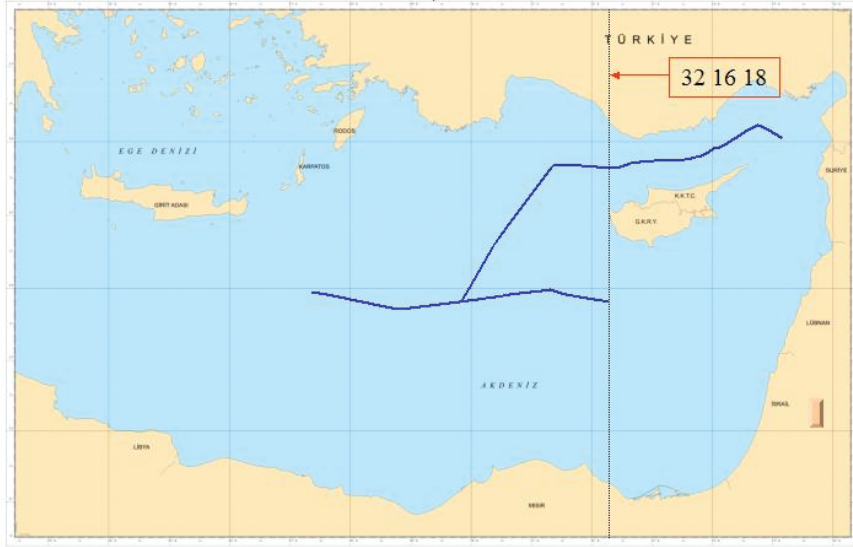 TÜRKİYE
32 16 18
EGE DENİZİ
RODOS
KARPATOS
SURİYE
K.K.T.C.
GİRİT ADASI
G.K.R.Y.
LÜBNAN
AKDENİZ
İSRAİL
LİBYA
MISIR